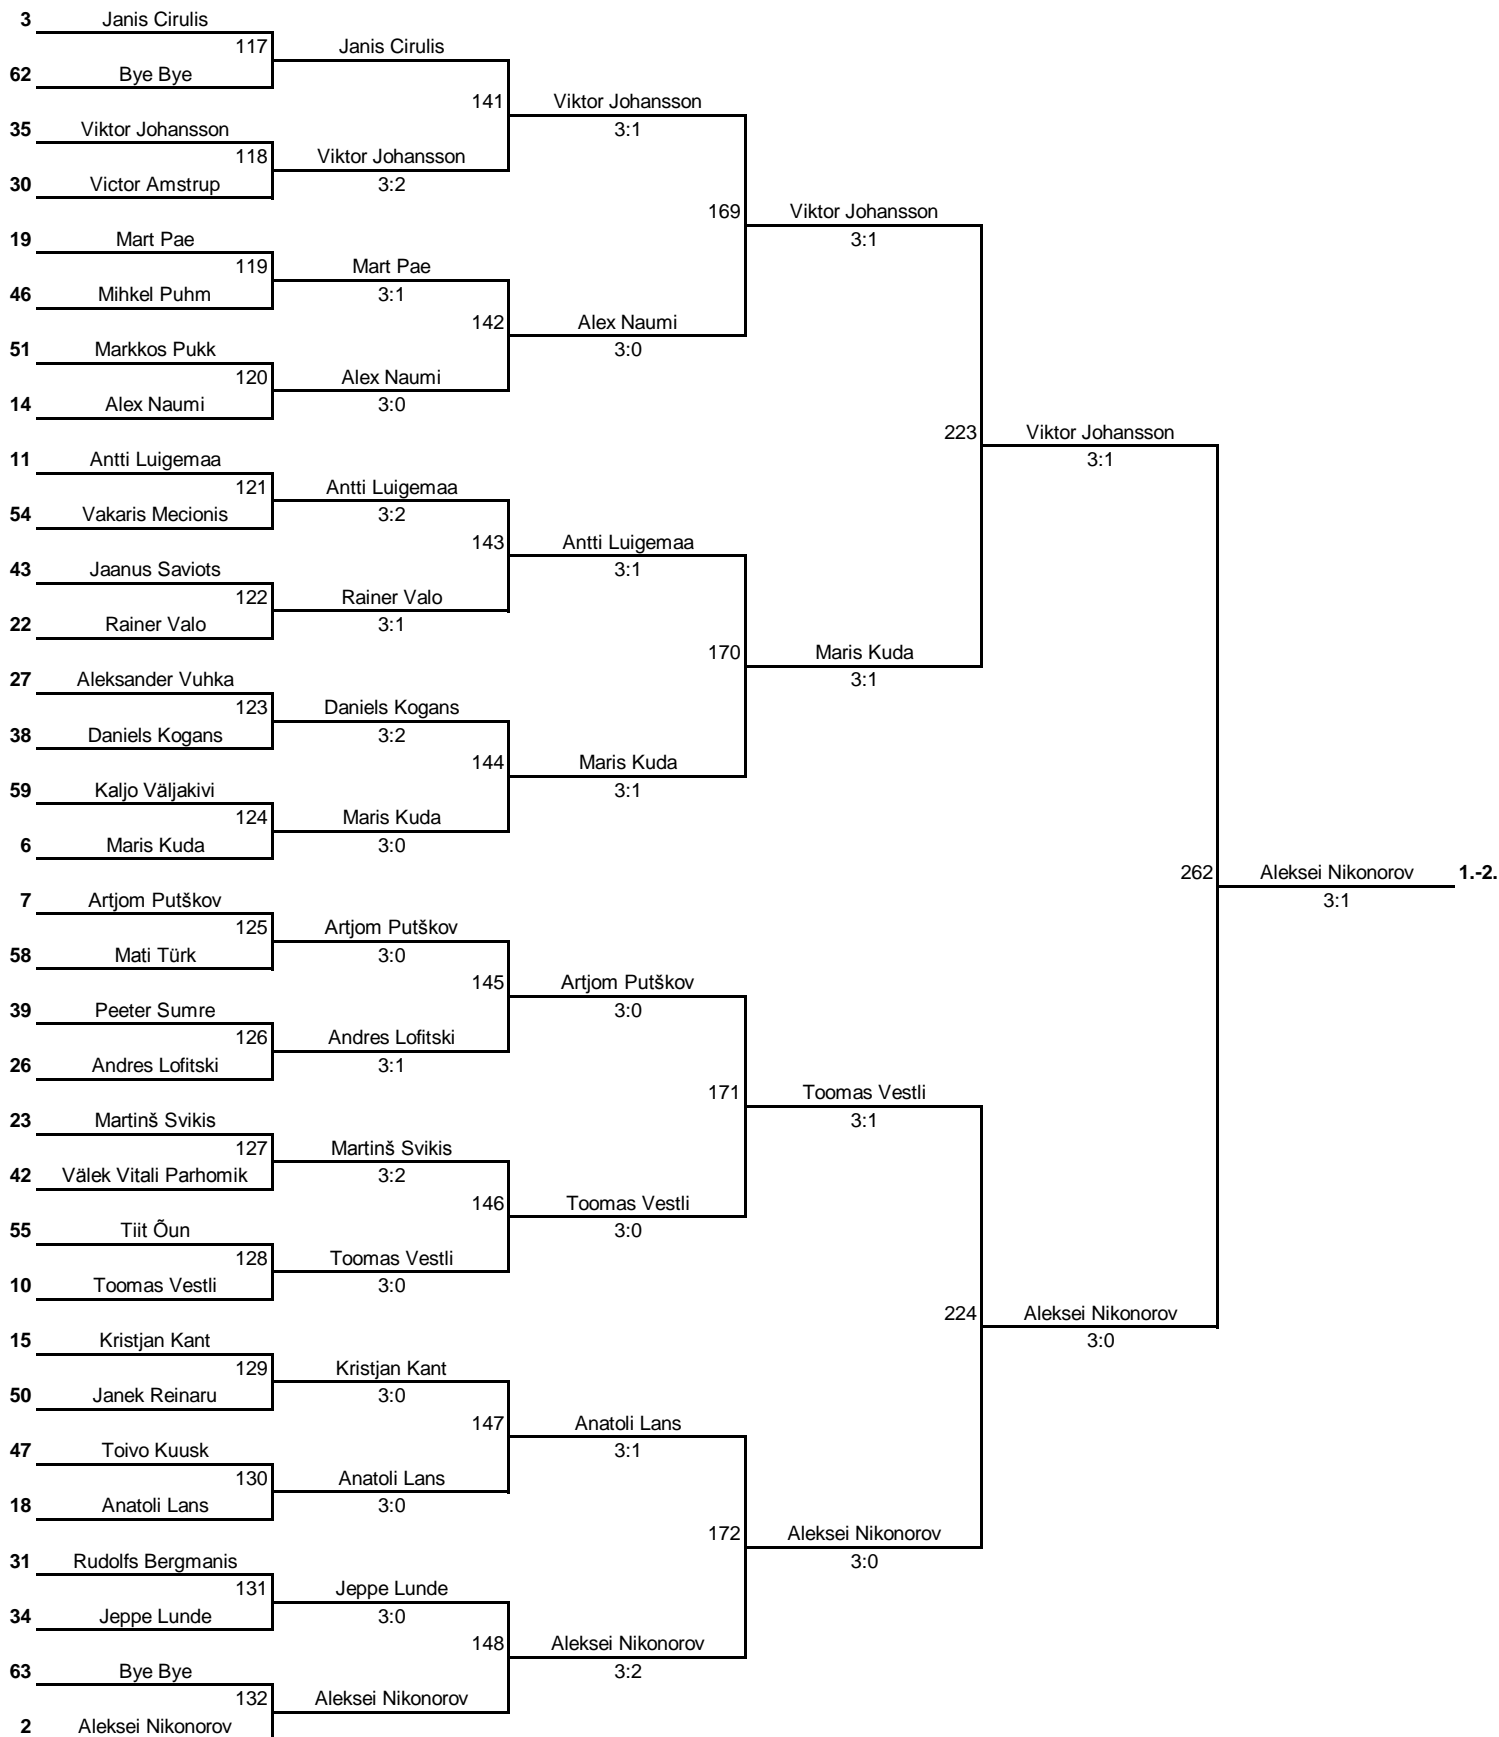 3 Janis Cirulis
117 Janis Cirulis
62 Bye Bye
141 Viktor Johansson
35 Viktor Johansson 3:1
118 Viktor Johansson
30 Victor Amstrup 3:2
169 Viktor Johansson
19 Mart Pae 3:1
119 Mart Pae
46 Mihkel Puhm 3:1
142 Alex Naumi
51 Markkos Pukk 3:0
120 Alex Naumi
14 Alex Naumi 3:0
223 Viktor Johansson
11 Antti Luigemaa 3:1
121 Antti Luigemaa
54 Vakaris Mecionis 3:2
143 Antti Luigemaa
43 Jaanus Saviots 3:1
122 Rainer Valo
22 Rainer Valo 3:1
170 Maris Kuda
27 Aleksander Vuhka 3:1
123 Daniels Kogans
38 Daniels Kogans 3:2
144 Maris Kuda
59 Kaljo Väljakivi 3:1
124 Maris Kuda
6 Maris Kuda 3:0
262 Aleksei Nikonorov 1.-2.
7 Artjom Putškov 3:1
125 Artjom Putškov
58 Mati Türk 3:0
145 Artjom Putškov
39 Peeter Sumre 3:0
126 Andres Lofitski
26 Andres Lofitski 3:1
171 Toomas Vestli
23 Martinš Svikis 3:1
127 Martinš Svikis
42 Välek Vitali Parhomik 3:2
146 Toomas Vestli
55 Tiit Õun 3:0
128 Toomas Vestli
10 Toomas Vestli 3:0
224 Aleksei Nikonorov
15 Kristjan Kant 3:0
129 Kristjan Kant
50 Janek Reinaru 3:0
147 Anatoli Lans
47 Toivo Kuusk 3:1
130 Anatoli Lans
18 Anatoli Lans 3:0
172 Aleksei Nikonorov
31 Rudolfs Bergmanis 3:0
131 Jeppe Lunde
34 Jeppe Lunde 3:0
148 Aleksei Nikonorov
63 Bye Bye 3:2
132 Aleksei Nikonorov
2 Aleksei Nikonorov